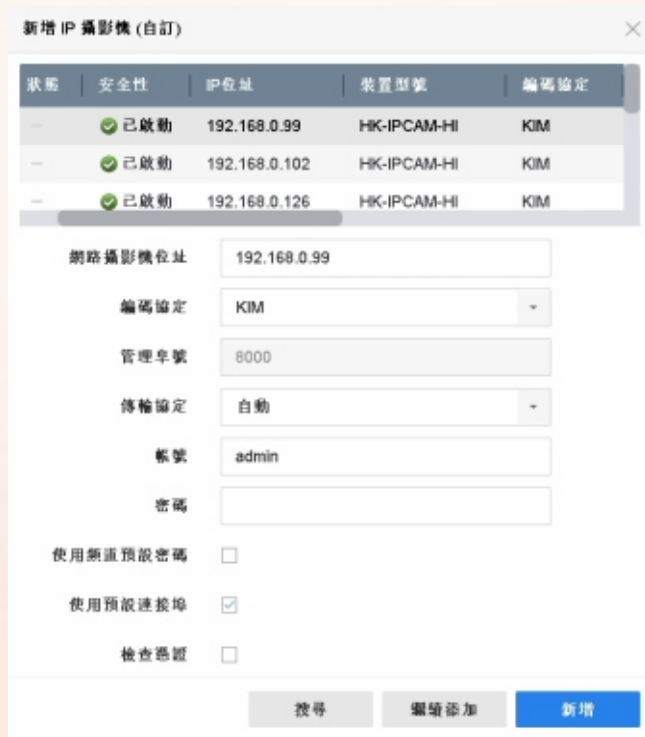 新增 IP 攝影機 (自訂)
狀態 安全性 IP位址 裝置型號 編碼協定
已啟動 192.168.0.99 HK-IPCAM-HI KIM
已啟動 192.168.0.102 HK-IPCAM-HI KIM
已啟動 192.168.0.126 HK-IPCAM-HI KIM
網路攝影機位址 192.168.0.99
編碼協定 KIM
管理阜號 8000
傳輸協定 自動
帳號 admin
密碼
使用頻道預設密碼
使用預設連接埠
檢查憑證
搜尋 繼續添加 新增